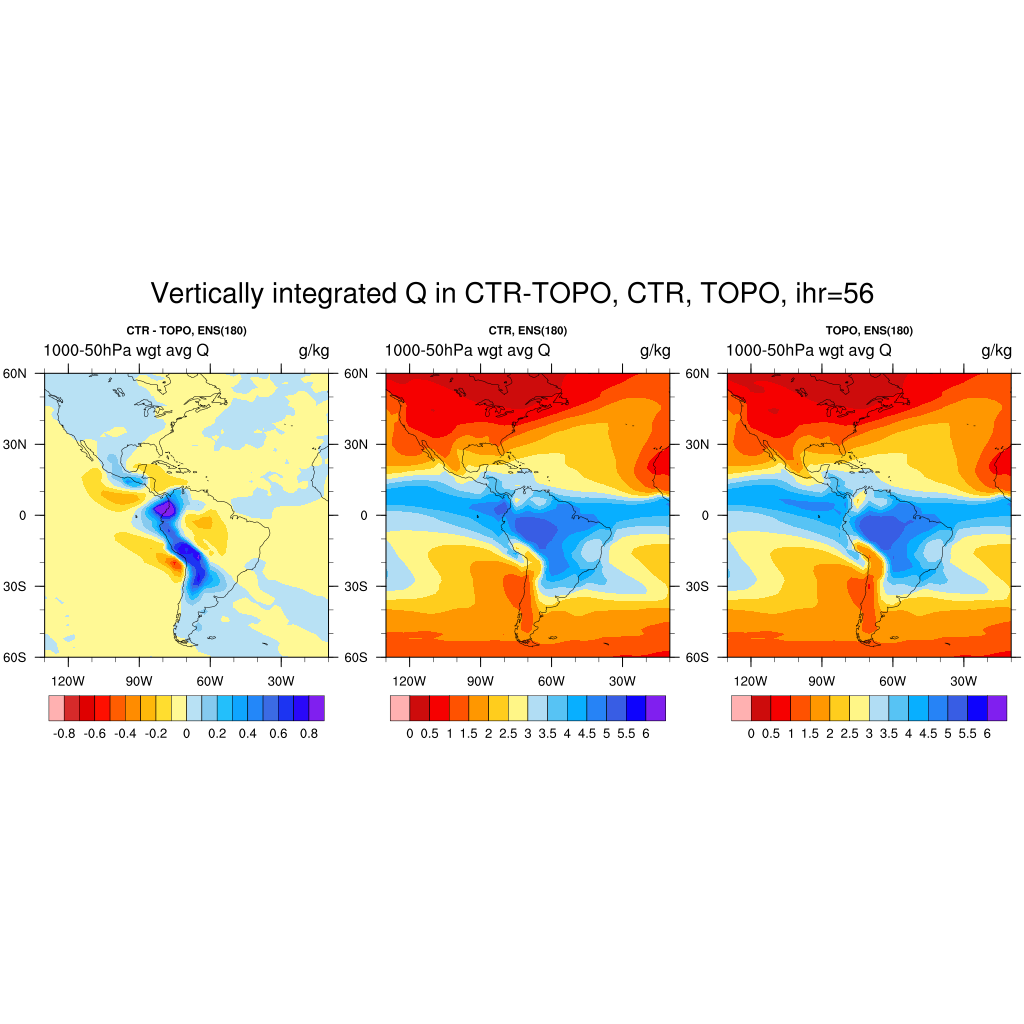 Vertically integrated Q in CTR-TOPO, CTR, TOPO, ihr=56
CTR - TOPO, ENS(180)
1000-50hPa wgt avg Q g/kg
60N
30N
0
30S
60S
120W 90W 60W 30W
-0.8 -0.6 -0.4 -0.2 0 0.2 0.4 0.6 0.8
CTR, ENS(180)
1000-50hPa wgt avg Q g/kg
60N
30N
0
30S
60S
120W 90W 60W 30W
0 0.5 1 1.5 2 2.5 3 3.5 4 4.5 5 5.5 6
TOPO, ENS(180)
1000-50hPa wgt avg Q g/kg
60N
30N
0
30S
60S
120W 90W 60W 30W
0 0.5 1 1.5 2 2.5 3 3.5 4 4.5 5 5.5 6